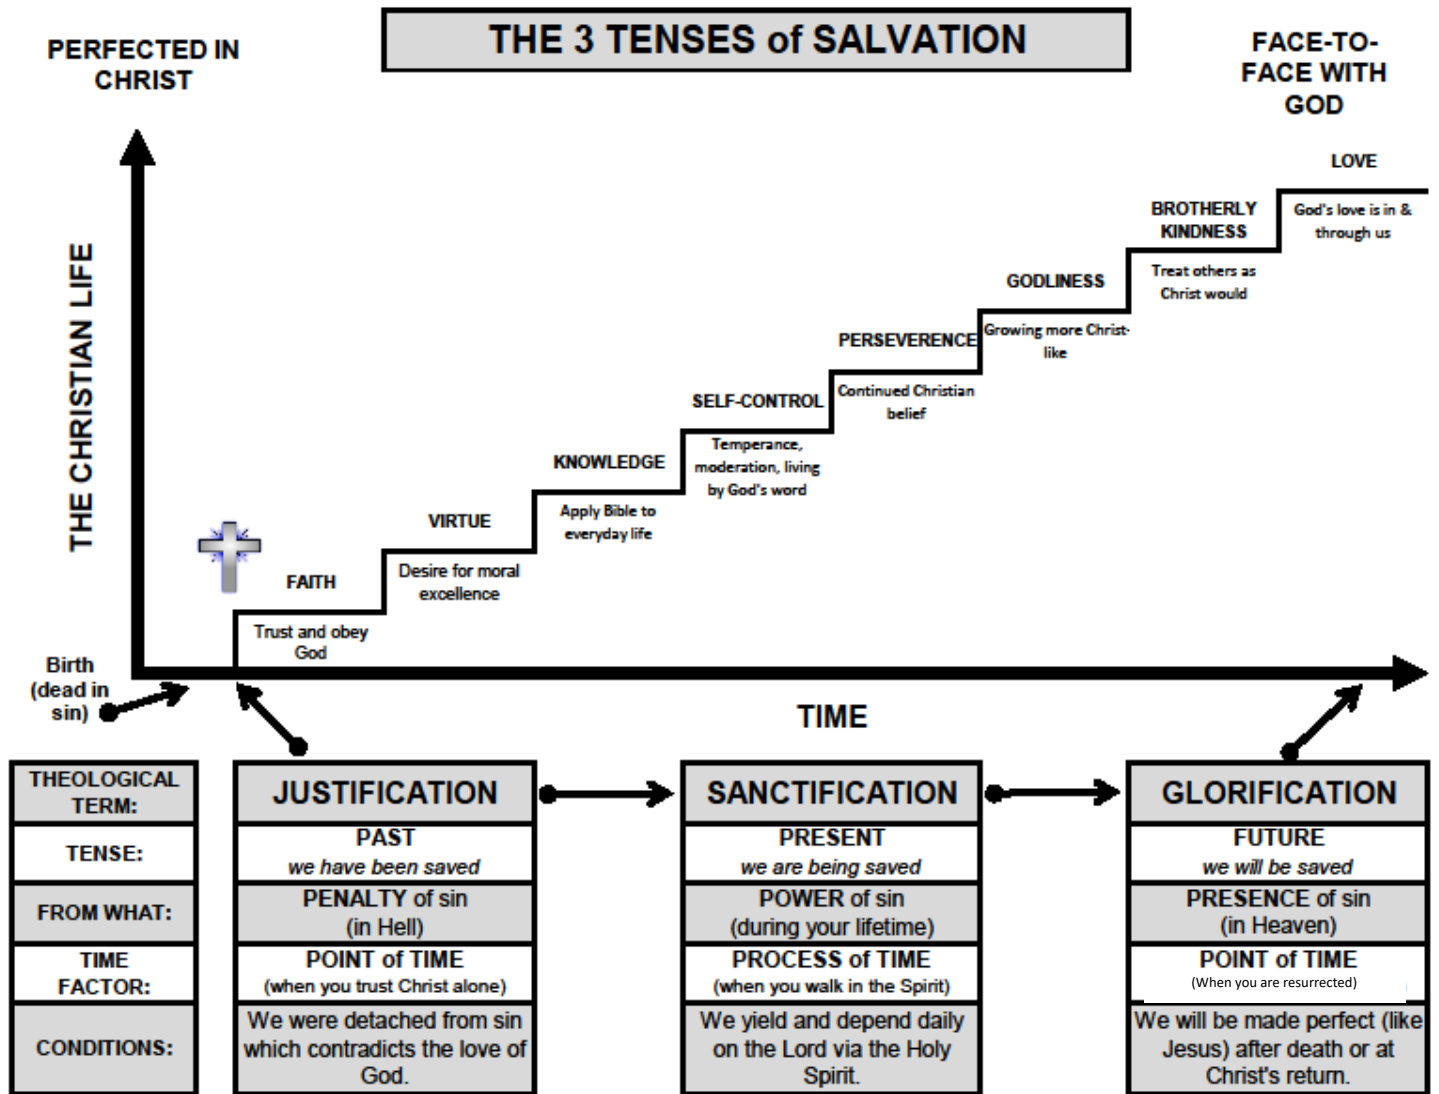 THE 3 TENSES of SALVATION
PERFECTED IN
CHRIST
FACE-TO-
FACE WITH
GOD
THE CHRISTIAN LIFE
LOVE
God's love is in &
through us
BROTHERLY
KINDNESS
Treat others as
Christ would
GODLINESS
Growing more Christ-
like
PERSEVERENCE
Continued Christian
belief
SELF-CONTROL
Temperance,
moderation, living
by God's word
KNOWLEDGE
Apply Bible to
everyday life
VIRTUE
Desire for moral
excellence
FAITH
Trust and obey
God
Birth
(dead in
sin)
TIME
THEOLOGICAL
TERM:
JUSTIFICATION
SANCTIFICATION
GLORIFICATION
TENSE:
PAST
we have been saved
PRESENT
we are being saved
FUTURE
we will be saved
FROM WHAT:
PENALTY of sin
(in Hell)
POWER of sin
(during your lifetime)
PRESENCE of sin
(in Heaven)
TIME
FACTOR:
POINT of TIME
(when you trust Christ alone)
PROCESS of TIME
(when you walk in the Spirit)
POINT of TIME
(When you are resurrected)
CONDITIONS:
We were detached from sin
which contradicts the love of
God.
We yield and depend daily
on the Lord via the Holy
Spirit.
We will be made perfect (like
Jesus) after death or at
Christ's return.